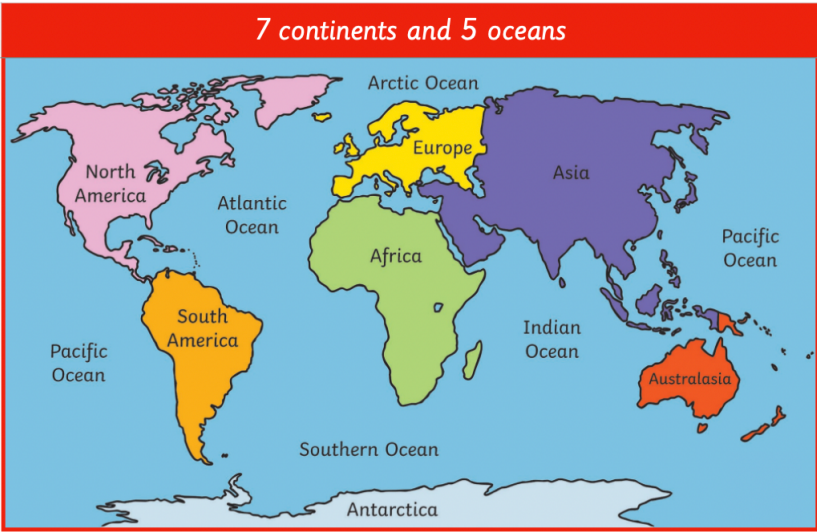 7 continents and 5 oceans
Arctic Ocean
North
America
Europe
Asia
Atlantic
Ocean
Africa
Pacific
Ocean
South
America
Indian
Ocean
Pacific
Ocean
Australasia
Southern Ocean
Antarctica